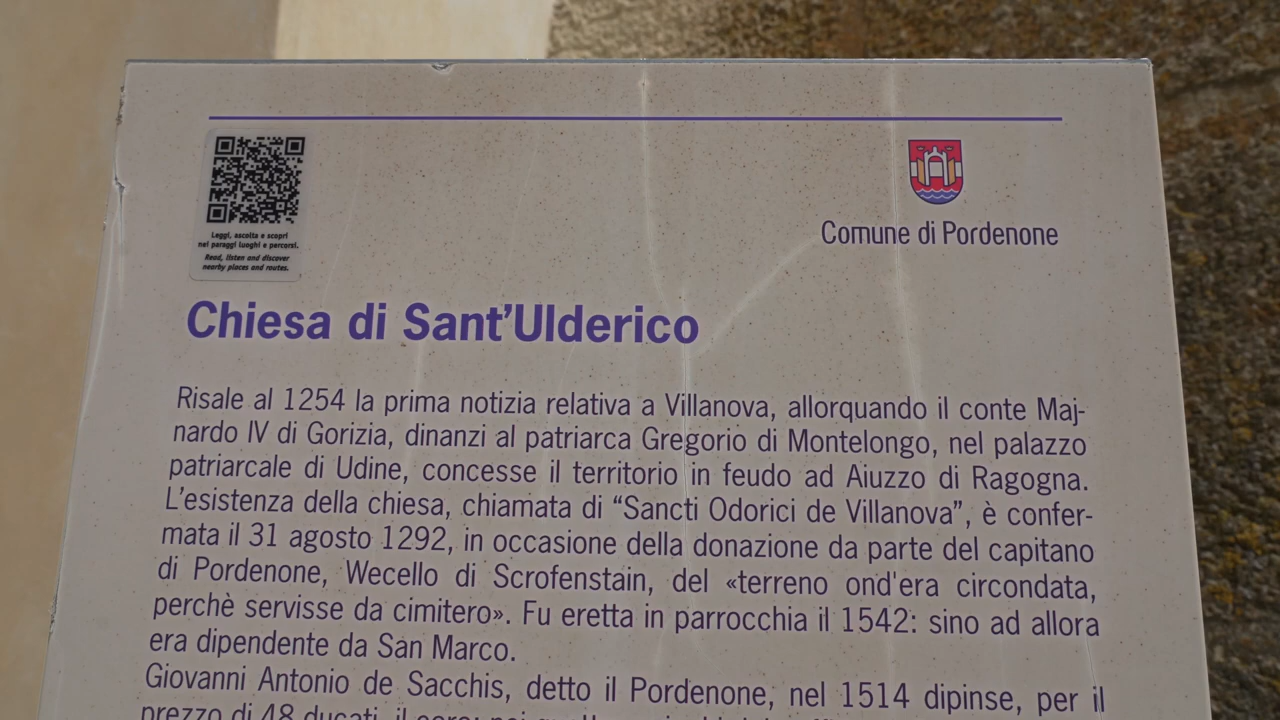 Leggi, ascolta e scopri
nei paraggi luoghi e percorsi.
Read, listen and discover
nearby places and routes.
Comune di Pordenone
Chiesa di Sant'Ulderico
Risale al 1254 la prima notizia relativa a Villanova, allorquando il conte Maj-
nardo IV di Gorizia, dinanzi al patriarca Gregorio di Montelongo, nel palazzo
patriarcale di Udine, concesse il territorio in feudo ad Aiuzzo di Ragogna.
L'esistenza della chiesa, chiamata di “Sancti Odorici de Villanova”, è confer-
mata il 31 agosto 1292, in occasione della donazione da parte del capitano
di Pordenone, Wecello di Scrofenstain, del «terreno ond'era circondata,
perchè servisse da cimitero». Fu eretta in parrocchia il 1542: sino ad allora
era dipendente da San Marco.
Giovanni Antonio de Sacchis, detto il Pordenone, nel 1514 dipinse, per il
prezzo di 48 ducati, il coro: